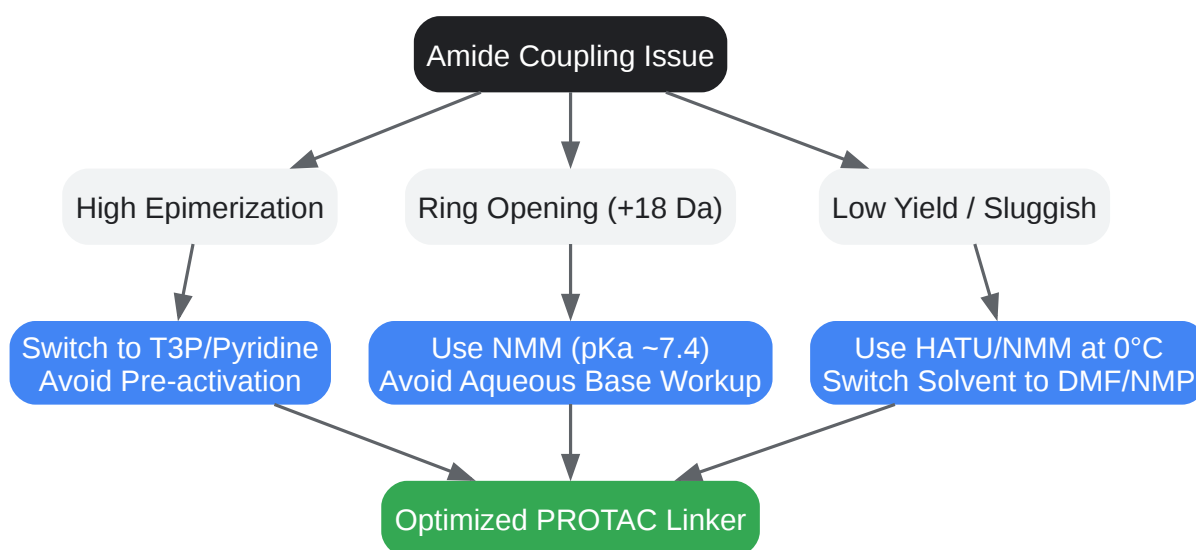 Amide Coupling Issue
High Epimerization
Ring Opening (+18 Da)
Low Yield / Sluggish
Switch to T3P/Pyridine
Avoid Pre-activation
Use NMM (pKa ~7.4)
Avoid Aqueous Base Workup
Use HATU/NMM at 0°C
Switch Solvent to DMF/NMP
Optimized PROTAC Linker